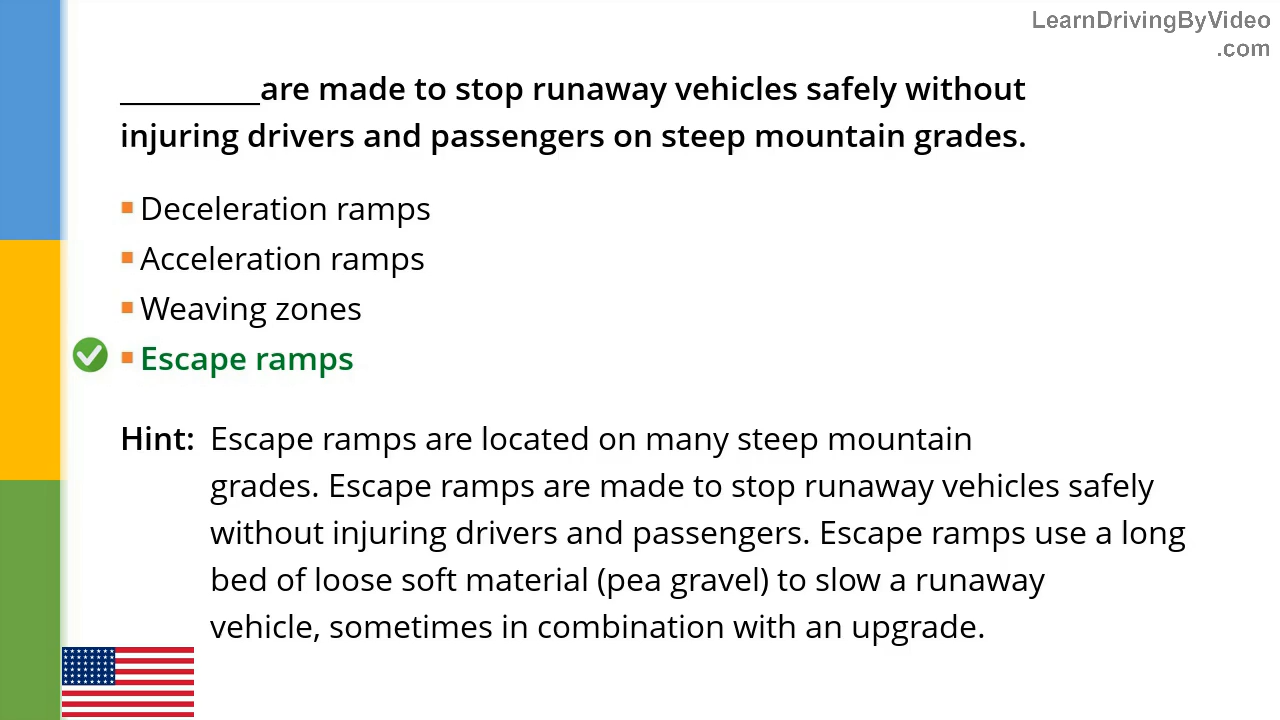 LearnDrivingByVideo
.com
__________are made to stop runaway vehicles safely without
injuring drivers and passengers on steep mountain grades.
Deceleration ramps
Acceleration ramps
Weaving zones
Escape ramps
Hint: Escape ramps are located on many steep mountain
grades. Escape ramps are made to stop runaway vehicles safely
without injuring drivers and passengers. Escape ramps use a long
bed of loose soft material (pea gravel) to slow a runaway
vehicle, sometimes in combination with an upgrade.